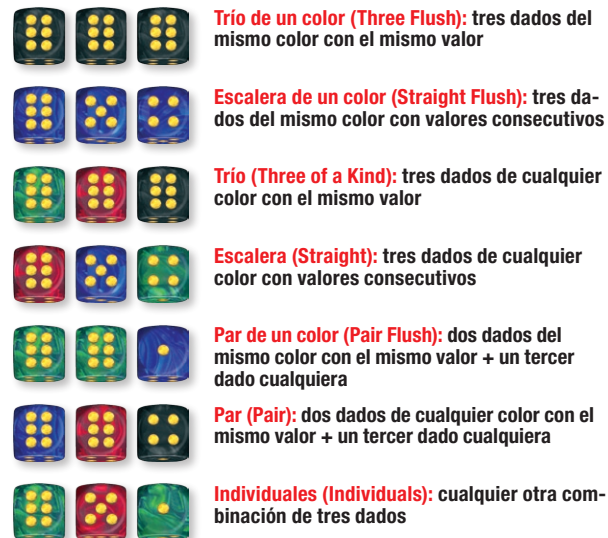 Trío de un color (Three Flush): tres dados del
mismo color con el mismo valor
Escalera de un color (Straight Flush): tres da-
dos del mismo color con valores consecutivos
Trío (Three of a Kind): tres dados de cualquier
color con el mismo valor
Escalera (Straight): tres dados de cualquier
color con valores consecutivos
Par de un color (Pair Flush): dos dados del
mismo color con el mismo valor + un tercer
dado cualquiera
Par (Pair): dos dados de cualquier color con el
mismo valor + un tercer dado cualquiera
Individuales (Individuals): cualquier otra com-
binación de tres dados